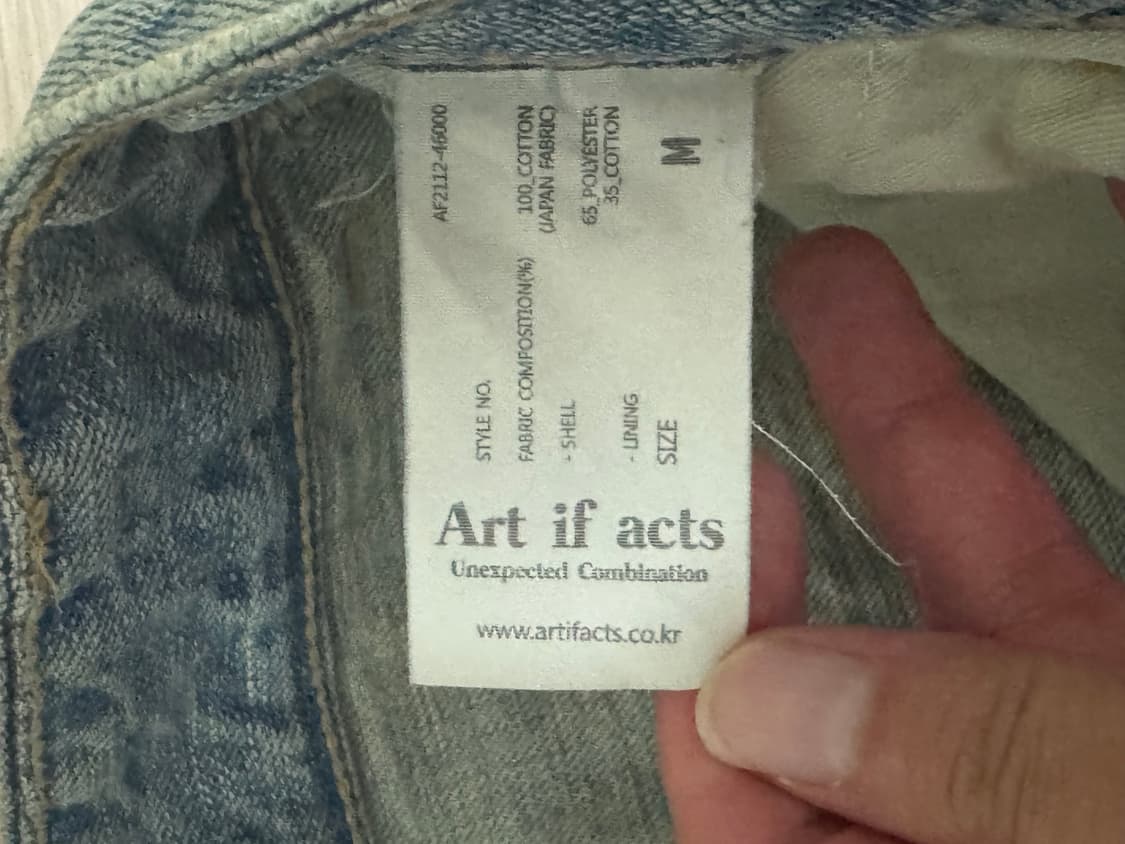 STYLE NO. AF2112-46000
FABRIC COMPOSITION(%)
- SHELL 100_COTTON
(JAPAN FABRIC)
- LINING 65_POLYESTER
35_COTTON
SIZE M
Art if acts
Unexpected Combination
www.artifacts.co.kr